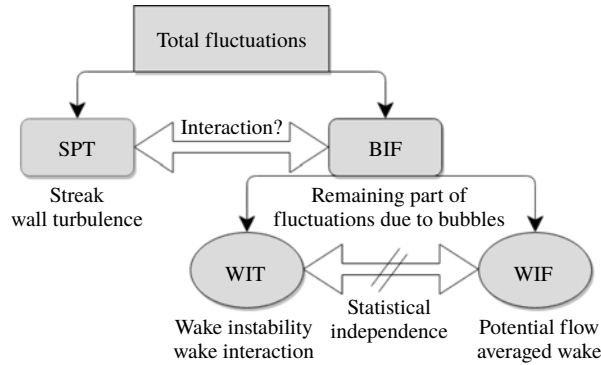 Total fluctuations
SPT
Interaction?
BIF
Streak
wall turbulence
Remaining part of
fluctuations due to bubbles
WIT
WIF
Statistical
independence
Wake instability
wake interaction
Potential flow
averaged wake